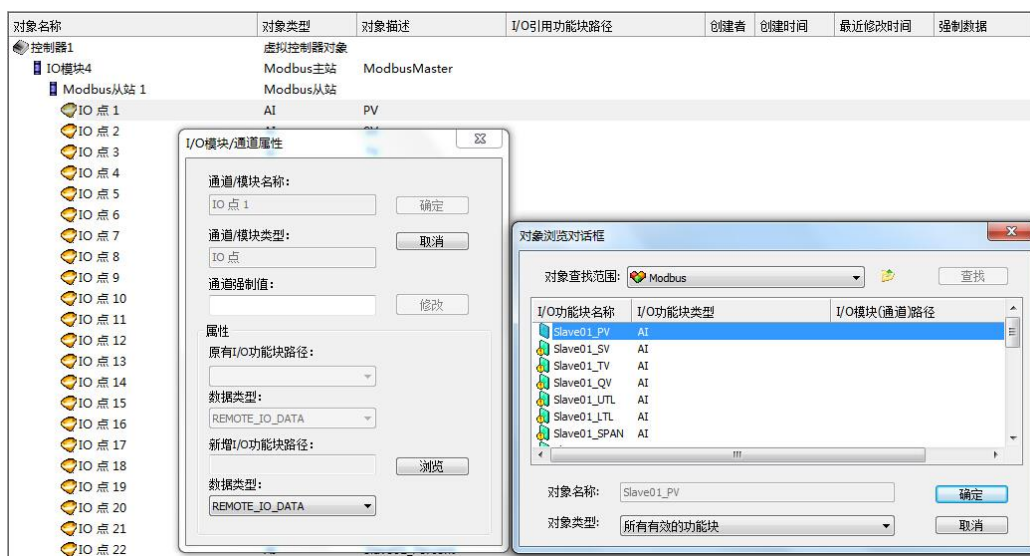 对象名称 对象类型 对象描述 I/O引用功能块路径 创建者 创建时间 最近修改时间 强制数据
控制器1 虚拟控制器对象
IO模块4 Modbus主站 ModbusMaster
Modbus从站 1 Modbus从站
IO 点 1 AI PV
IO 点 2
IO 点 3
IO 点 4
IO 点 5
IO 点 6
IO 点 7
IO 点 8
IO 点 9
IO 点 10
IO 点 11
IO 点 12
IO 点 13
IO 点 14
IO 点 15
IO 点 16
IO 点 17
IO 点 18
IO 点 19
IO 点 20
IO 点 21
IO 点 22
I/O模块/通道属性
通道/模块名称:
IO 点 1 确定
通道/模块类型:
IO 点 取消
通道强制值:
修改
属性
原有I/O功能块路径:
数据类型:
REMOTE_IO_DATA
新增I/O功能块路径:
浏览
数据类型:
REMOTE_IO_DATA
对象浏览对话框
对象查找范围: Modbus 查找
I/O功能块名称 I/O功能块类型 I/O模块(通道)路径
Slave01_PV AI
Slave01_SV AI
Slave01_TV AI
Slave01_QV AI
Slave01_UTL AI
Slave01_LTL AI
Slave01_SPAN AI
对象名称: Slave01_PV 确定
对象类型: 所有有效的功能块 取消